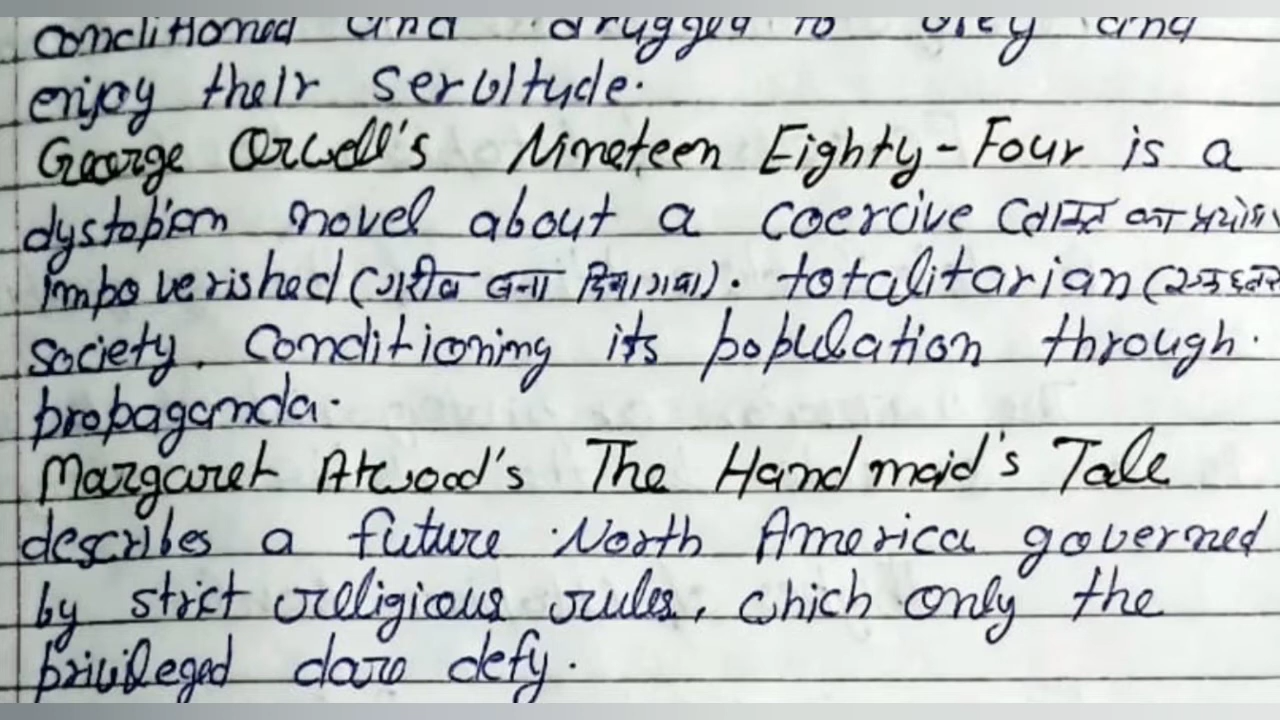 conditioned and drugged to obey and
enjoy their servitude.
George Orwell's Nineteen Eighty-Four is a
dystopian novel about a coercive (ताकत का प्रयोग
impoverished (गरीब बना दिया गया). totalitarian (
society. Conditioning its population through.
propaganda.
Margaret Atwood's The Handmaid's Tale
describes a future North America governed
by strict religious rules, which only the
privileged dare defy.